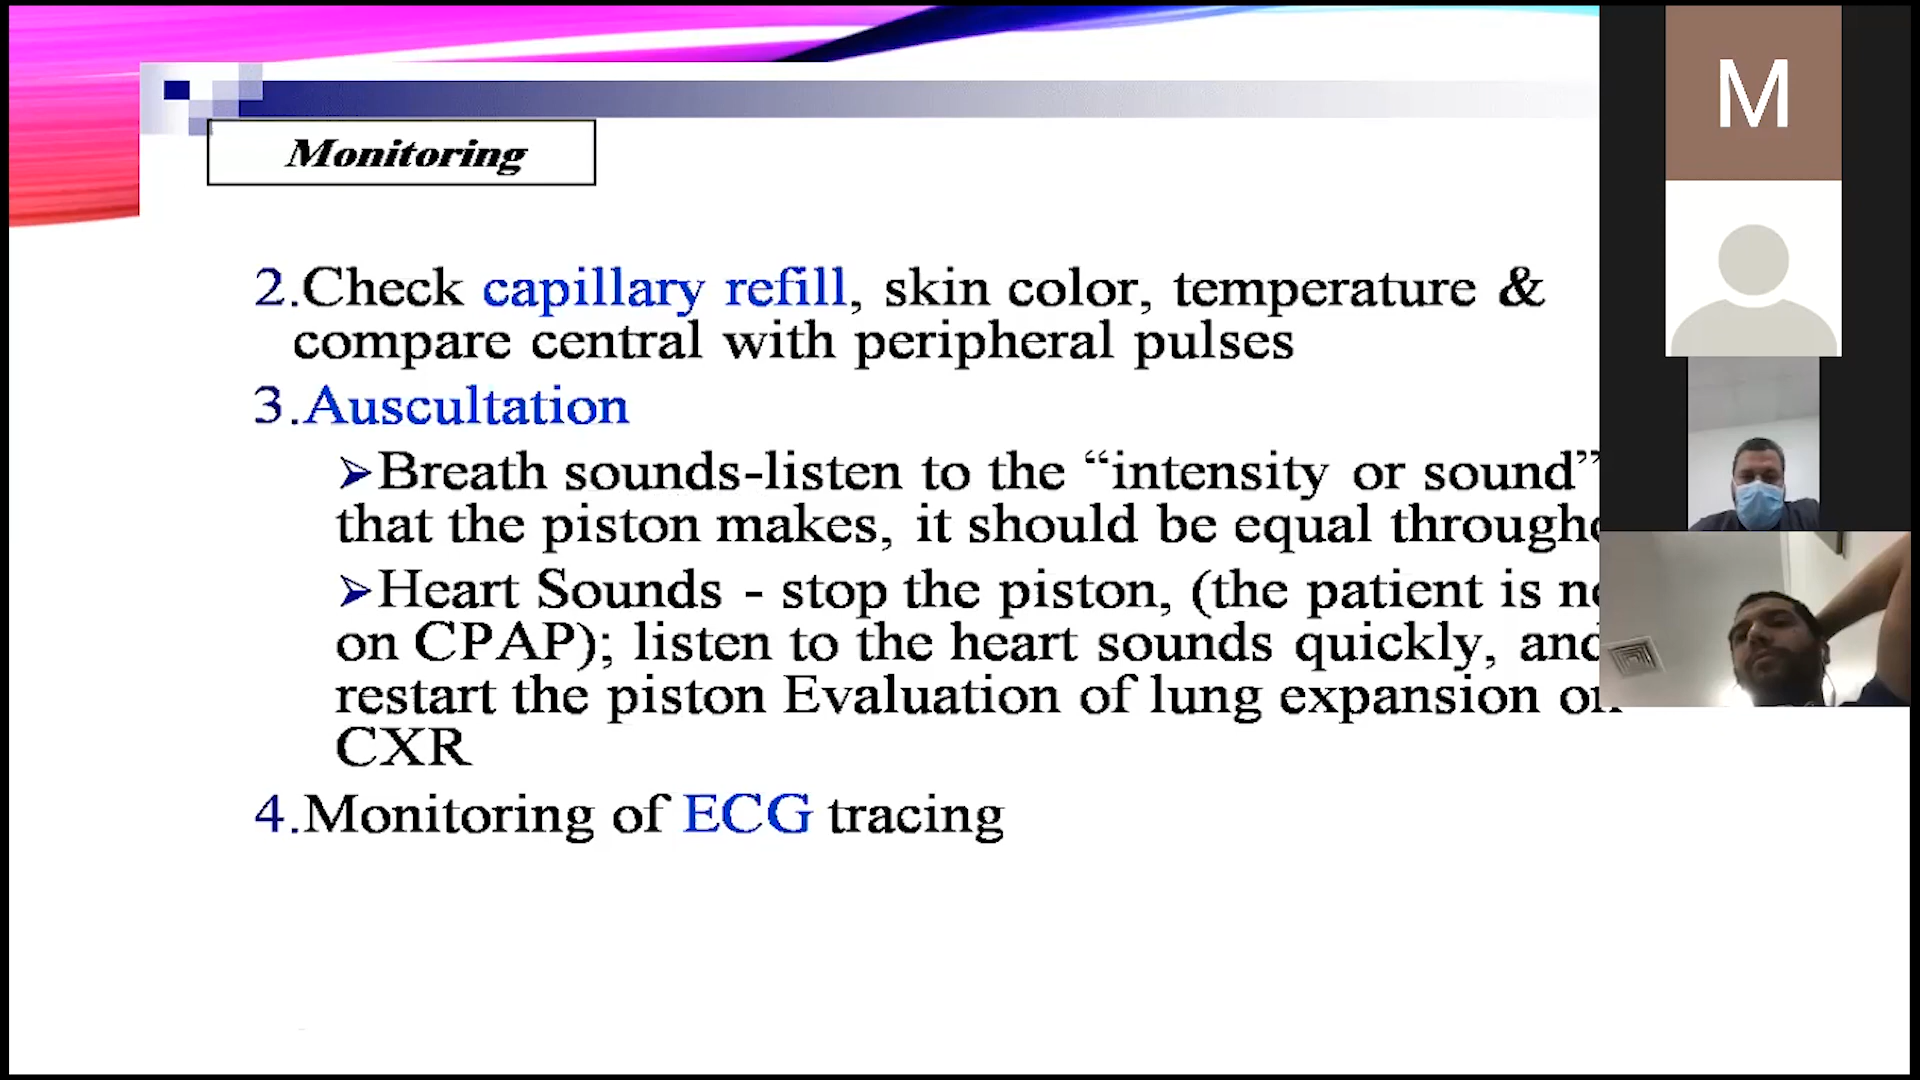 M
Monitoring
2.Check capillary refill, skin color, temperature &
compare central with peripheral pulses
3.Auscultation
➢Breath sounds-listen to the “intensity or sound”
that the piston makes, it should be equal
➢Heart Sounds - stop the piston, (the patient is
on CPAP); listen to the heart sounds quickly, and
restart the piston Evaluation of lung expansion on
CXR
4.Monitoring of ECG tracing